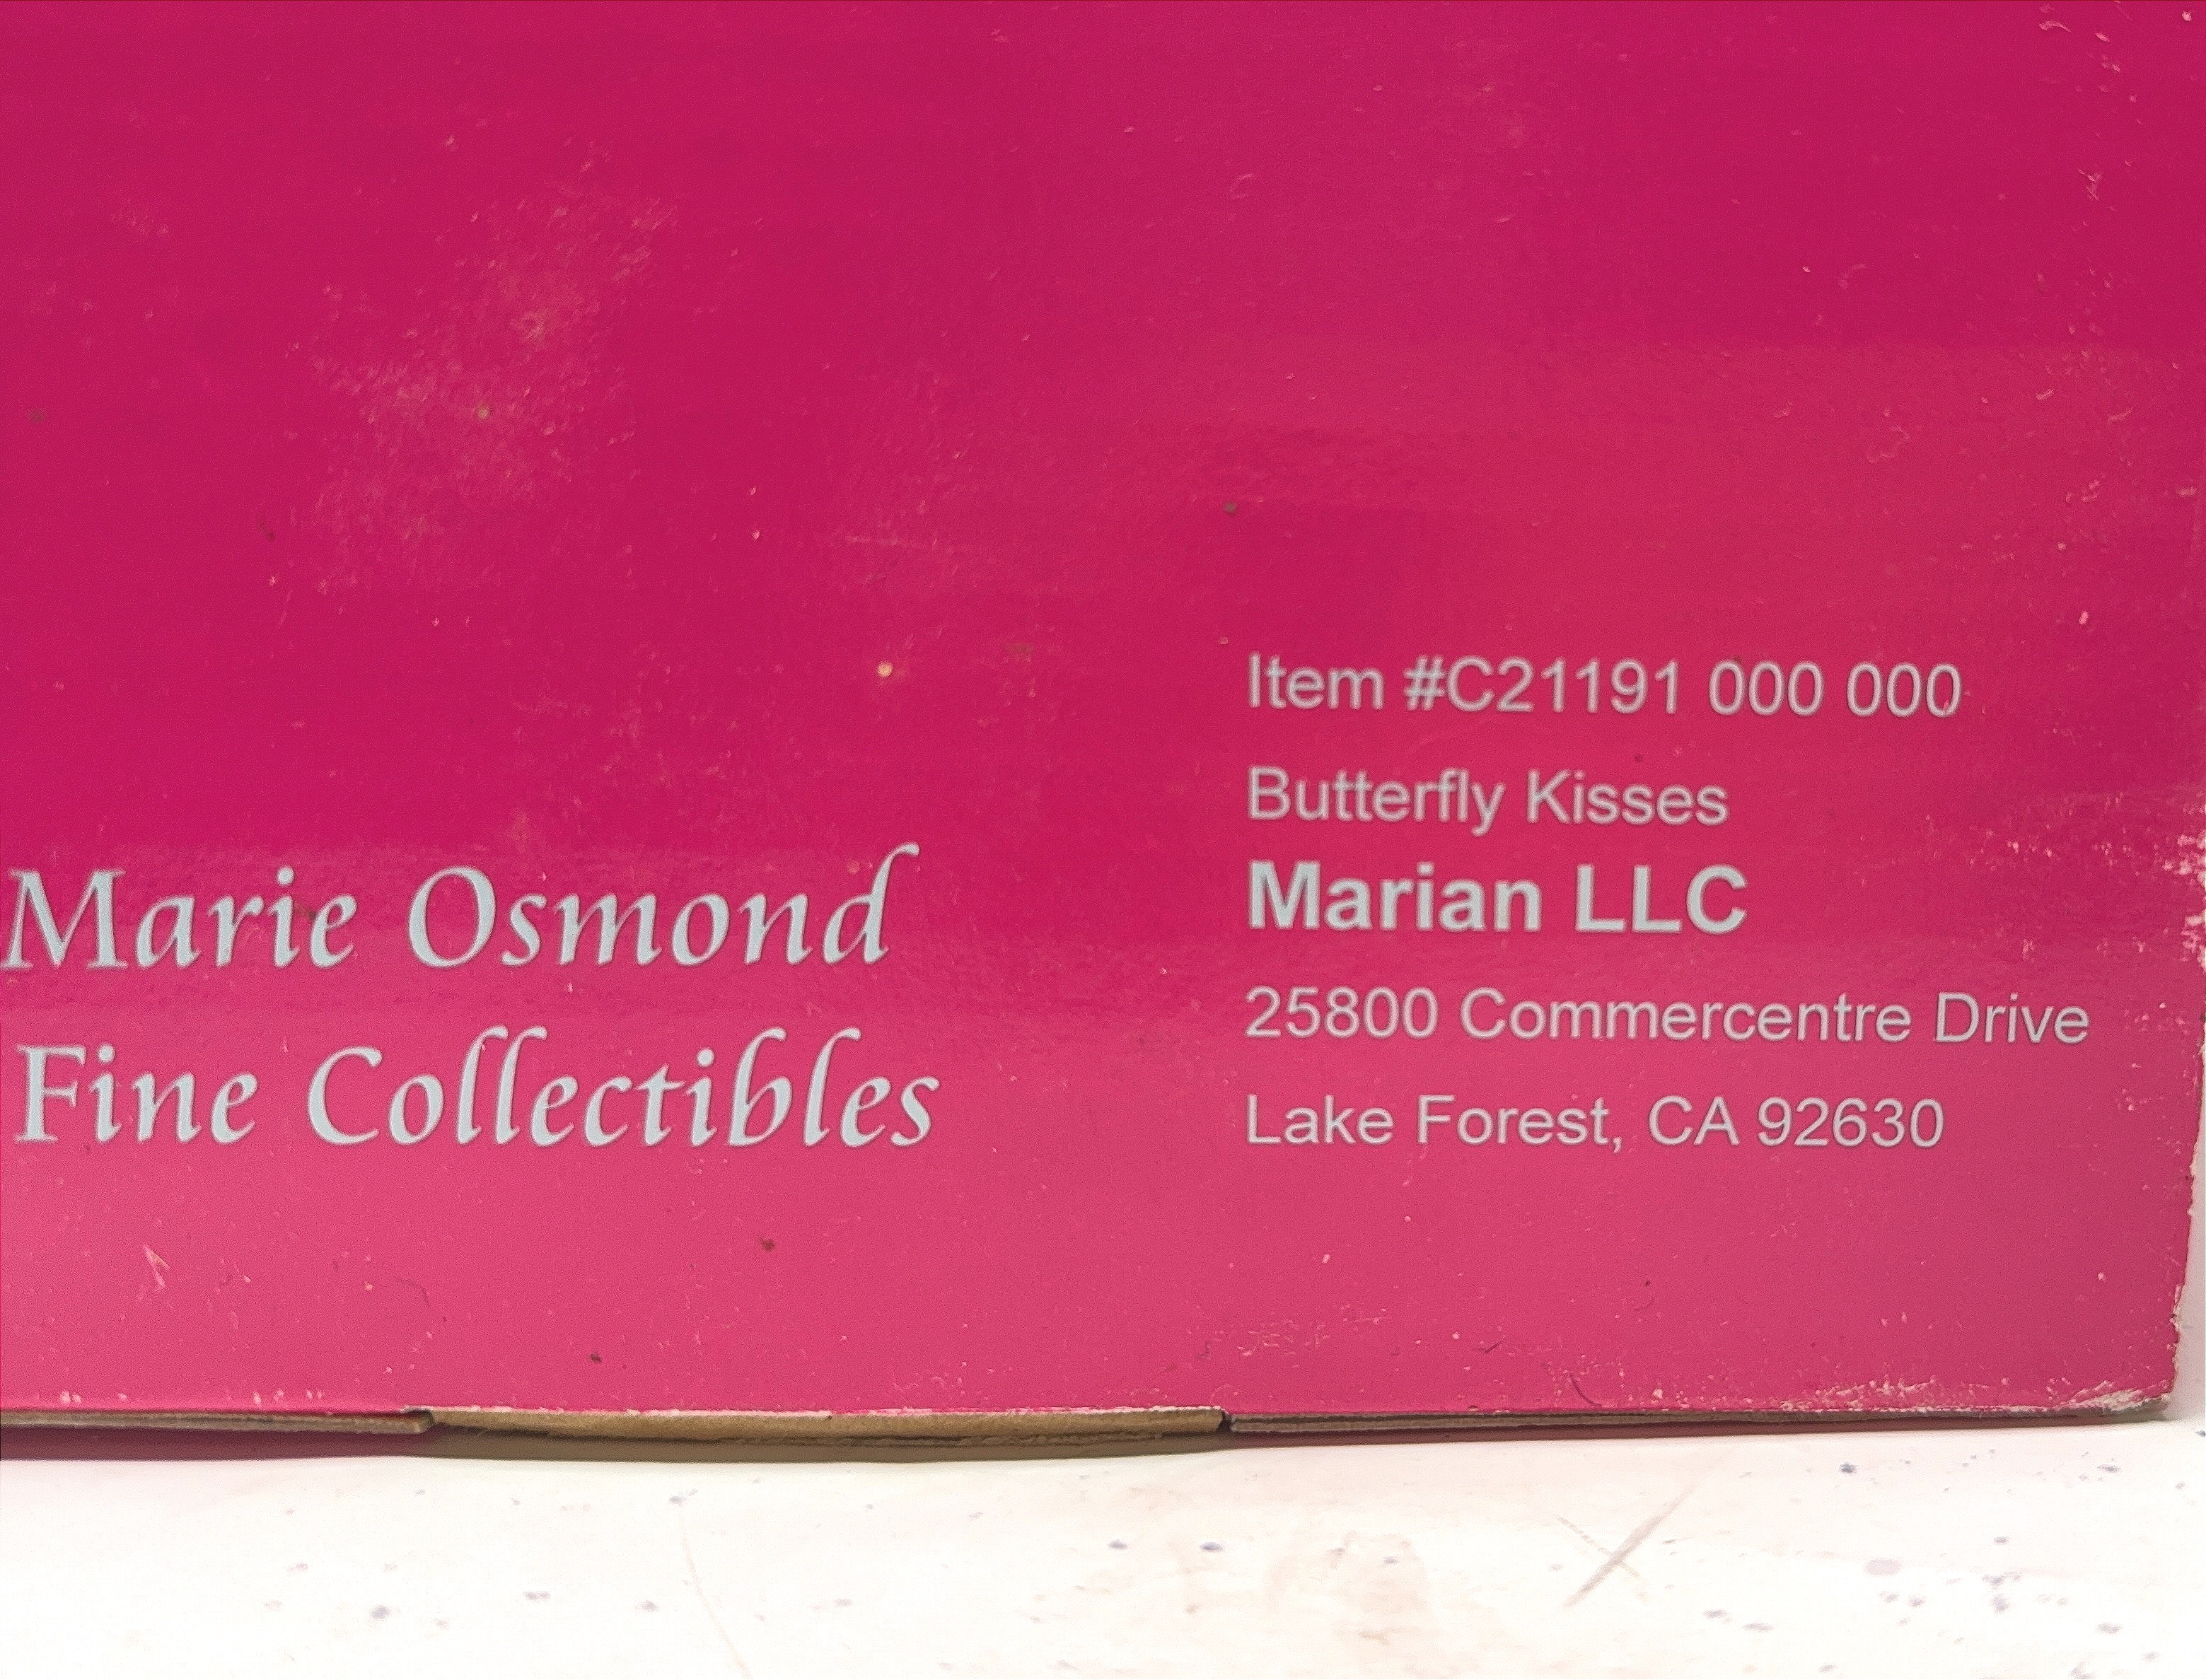 Marie Osmond
Fine Collectibles
Item #C21191 000 000
Butterfly Kisses
Marian LLC
25800 Commercentre Drive
Lake Forest, CA 92630